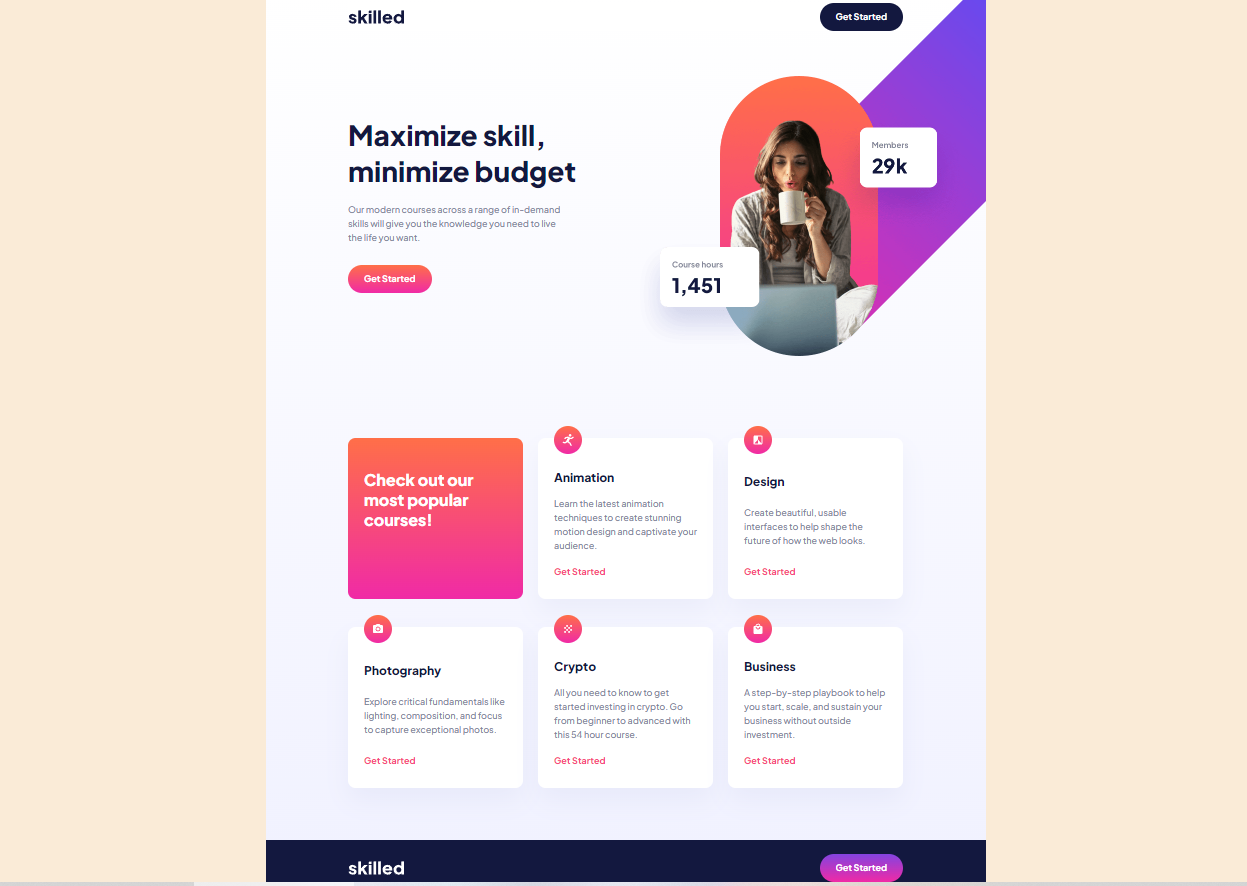 skilled
Get Started
Maximize skill,
minimize budget
Our modern courses across a range of in-demand
skills will give you the knowledge you need to live
the life you want.
Get Started
Members
29k
Course hours
1,451
Check out our
most popular
courses!
Animation
Learn the latest animation
techniques to create stunning
motion design and captivate your
audience.
Get Started
Design
Create beautiful, usable
interfaces to help shape the
future of how the web looks.
Get Started
Photography
Explore critical fundamentals like
lighting, composition, and focus
to capture exceptional photos.
Get Started
Crypto
All you need to know to get
started investing in crypto. Go
from beginner to advanced with
this 54 hour course.
Get Started
Business
A step-by-step playbook to help
you start, scale, and sustain your
business without outside
investment.
Get Started
skilled
Get Started